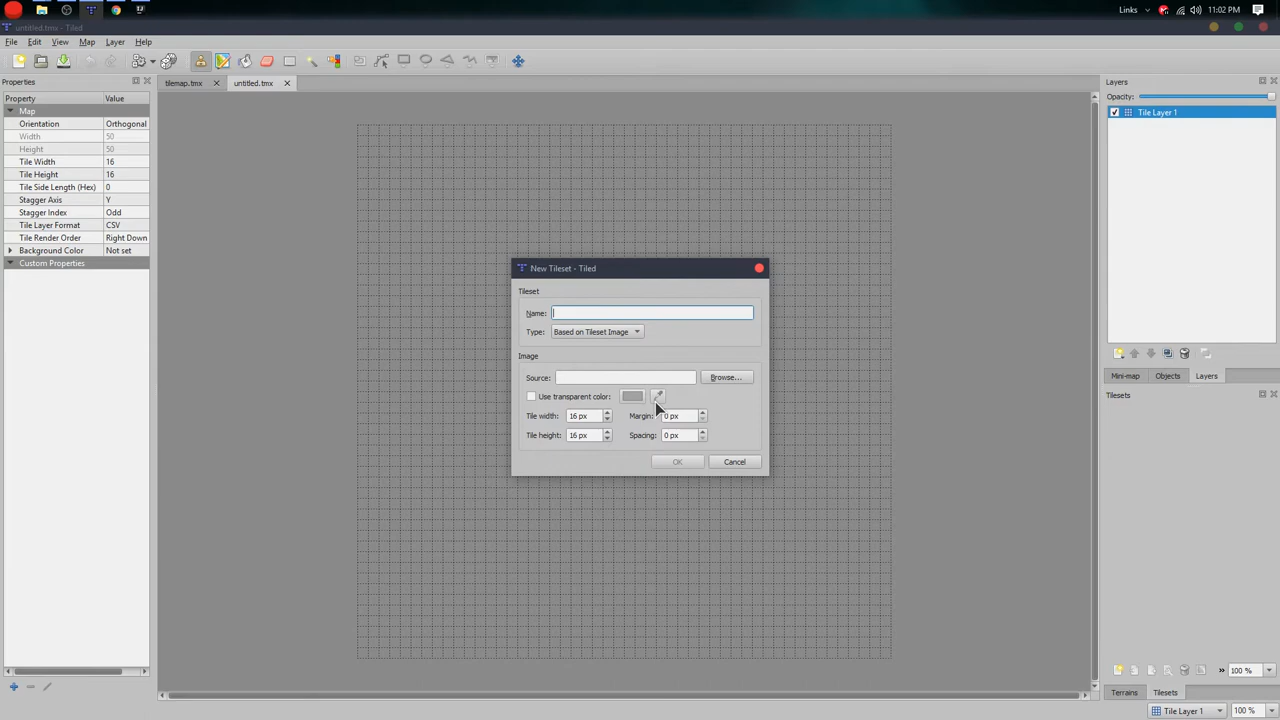 Links 11:02 PM
untitled.tmx - Tiled
File Edit View Map Layer Help
Properties
tilemap.tmx untitled.tmx
Layers
Property Value
Opacity:
Map
Tile Layer 1
Orientation Orthogonal
Width 50
Height 50
Tile Width 16
Tile Height 16
Tile Side Length (Hex) 0
Stagger Axis Y
Stagger Index Odd
Tile Layer Format CSV
Tile Render Order Right Down
Background Color Not set
Custom Properties
New Tileset - Tiled
Tileset
Name:
Type: Based on Tileset Image
Image
Source: Browse...
Use transparent color:
Tile width: 16 px Margin: 0 px
Tile height: 16 px Spacing: 0 px
OK Cancel
Mini-map Objects Layers
Tilesets
100 %
Terrains Tilesets
Tile Layer 1 100 %